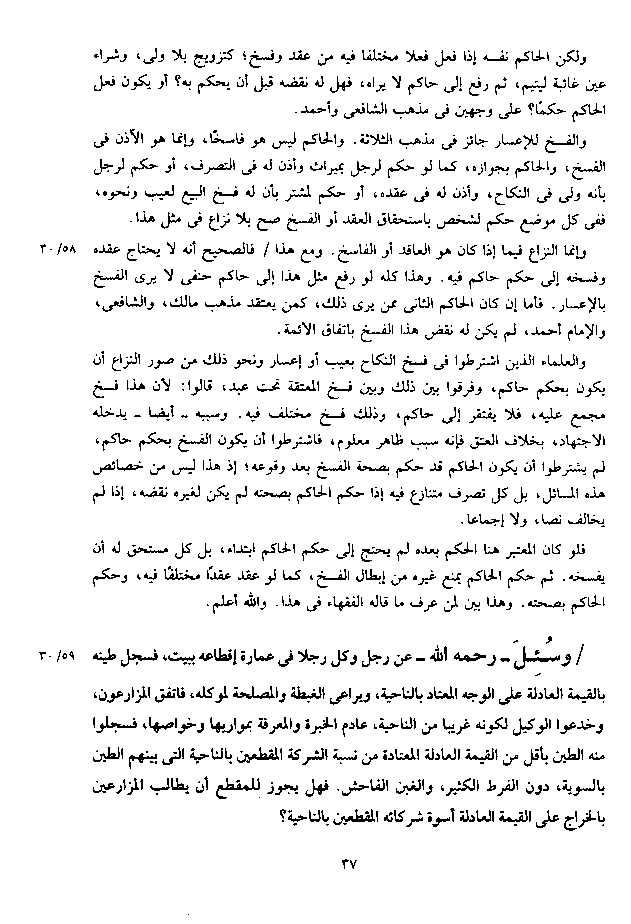 ولكن الحاكم نفسه إذا فعل فعلا مختلفا فيه من عقد وفسخ؛ كتزويج بلا ولى، وشراء
عين غائبة ليتيم، ثم رفع إلى حاكم لا يراه، فهل له نقضه قبل أن يحكم به؟ أو يكون فعل
الحاكم حكمًا؟ على وجهين فى مذهب الشافعى وأحمد.
والفسخ للإعسار جائز فى مذهب الثلاثة. والحاكم ليس هو فاسخًا، وإنما هو الآذن فى
الفسخ، والحاكم بجوازه، كما لو حكم لرجل بميراث وأذن له فى التصرف، أو حكم لرجل
بأنه ولى فى النكاح، وأذن له فى عقده، أو حكم لمشتر بأن له فسخ البيع لعيب ونحوه،
ففى كل موضع حكم لشخص باستحقاق العقد أو الفسخ صح بلا نزاع فى مثل هذا.
وإنما النزاع فيما إذا كان هو العاقد أو الفاسخ. ومع هذا / فالصحيح أنه لا يحتاج عقده ٣٠/٥٨
وفسخه إلى حكم حاكم فيه. وهذا كله لو رفع مثل هذا إلى حاكم حنفى لا يرى الفسخ
بالإعسار. فأما إن كان الحاكم الثانى ممن يرى ذلك، كمن يعتقد مذهب مالك، والشافعى،
والإمام أحمد، لم يكن له نقض هذا الفسخ باتفاق الأئمة.
والعلماء الذين اشترطوا فى فسخ النكاح بعيب أو إعسار ونحو ذلك من صور النزاع أن
يكون بحكم حاكم، وفرقوا بين ذلك وبين فسخ المعتقة تحت عبد، قالوا: لأن هذا فسخ
مجمع عليه، فلا يفتقر إلى حاكم، وذلك فسخ مختلف فيه. وسببه ـ أيضا ـ يدخله
الاجتهاد، بخلاف العتق فإنه سبب ظاهر معلوم، فاشترطوا أن يكون الفسخ بحكم حاكم،
لم يشترطوا أن يكون الحاكم قد حكم بصحة الفسخ بعد وقوعه؛ إذ هذا ليس من خصائص
هذه المسائل، بل كل تصرف متنازع فيه إذا حكم الحاكم بصحته لم يكن لغيره نقضه، إذا لم
يخالف نصا، ولا إجماعا.
فلو كان المعتبر هنا الحكم بعده لم يحتج إلى حكم الحاكم ابتداء، بل كل مستحق له أن
يفسخه. ثم حكم الحاكم يمنع غيره من إبطال الفسخ، كما لو عقد عقدًا مختلفًا فيه، وحكم
الحاكم بصحته. وهذا بين لمن عرف ما قاله الفقهاء فى هذا. والله أعلم.
/ وسُئِلَ ـ رحمه الله ـ عن رجل وكل رجلا فى عمارة إقطاعه ببيت، فسجل طينه ٣٠/٥٩
بالقيمة العادلة على الوجه المعتاد بالناحية، ويراعى الغبطة والمصلحة لموكله، فاتفق المزارعون،
وخدعوا الوكيل لكونه غريبا من الناحية، عادم الخبرة والمعرفة بمواريها وخواصها، فسجلوا
منه الطين بأقل من القيمة العادلة المعتادة من نسبة الشركة المقطعين بالناحية التى بينهم الطين
بالسوية، دون الفرط الكثير، والغبن الفاحش. فهل يجوز للمقطع أن يطالب المزارعين
بالخراج على القيمة العادلة أسوة شركائه المقطعين بالناحية؟
٣٧